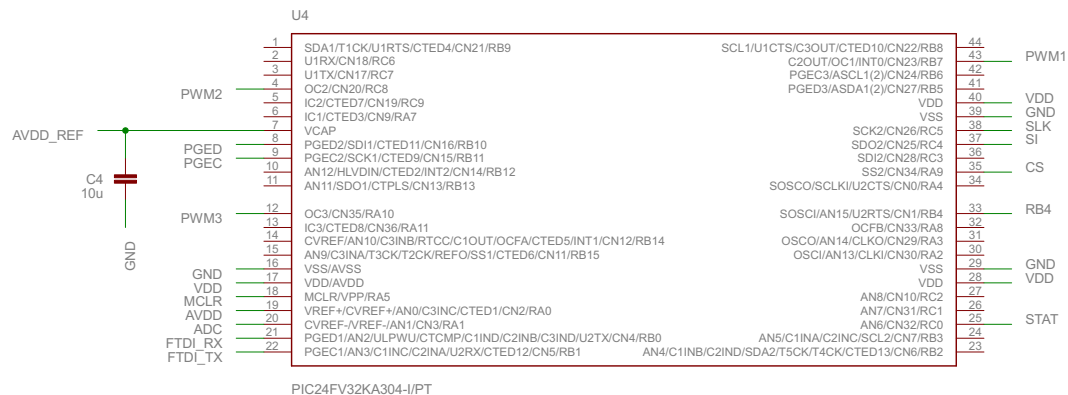 U4
1 SDA1/T1CK/U1RTS/CTED4/CN21/RB9 SCL1/U1CTS/C3OUT/CTED10/CN22/RB8 44
2 U1RX/CN18/RC6 C2OUT/OC1/INT0/CN23/RB7 43 PWM1
3 U1TX/CN17/RC7 PGEC3/ASCL1(2)/CN24/RB6 42
PWM2 4 OC2/CN20/RC8 PGED3/ASDA1(2)/CN27/RB5 41
5 IC2/CTED7/CN19/RC9 VDD 40 VDD
6 IC1/CTED3/CN9/RA7 VSS 39 GND
AVDD_REF 7 VCAP SCK2/CN26/RC5 38 SLK
PGED 8 PGED2/SDI1/CTED11/CN16/RB10 SDO2/CN25/RC4 37 SI
PGEC 9 PGEC2/SCK1/CTED9/CN15/RB11 SDI2/CN28/RC3 36
10 AN12/HLVDIN/CTED2/INT2/CN14/RB12 SS2/CN34/RA9 35 CS
11 AN11/SDO1/CTPLS/CN13/RB13 SOSCO/SCLKI/U2CTS/CN0/RA4 34
C4
10u
PWM3 12 OC3/CN35/RA10 SOSCI/AN15/U2RTS/CN1/RB4 33 RB4
13 IC3/CTED8/CN36/RA11 OCFB/CN33/RA8 32
14 CVREF/AN10/C3INB/RTCC/C1OUT/OCFA/CTED5/INT1/CN12/RB14 OSCO/AN14/CLKO/CN29/RA3 31
15 AN9/C3INA/T3CK/T2CK/REFO/SS1/CTED6/CN11/RB15 OSCI/AN13/CLKI/CN30/RA2 30
GND
GND 16 VSS/AVSS VSS 29 GND
VDD 17 VDD/AVDD VDD 28 VDD
MCLR 18 MCLR/VPP/RA5 AN8/CN10/RC2 27
AVDD 19 VREF+/CVREF+/AN0/C3INC/CTED1/CN2/RA0 AN7/CN31/RC1 26
ADC 20 CVREF-/VREF-/AN1/CN3/RA1 AN6/CN32/RC0 25 STAT
FTDI_RX 21 PGED1/AN2/ULPWU/CTCMP/C1IND/C2INB/C3IND/U2TX/CN4/RB0 AN5/C1INA/C2INC/SCL2/CN7/RB3 24
FTDI_TX 22 PGEC1/AN3/C1INC/C2INA/U2RX/CTED12/CN5/RB1 AN4/C1INB/C2IND/SDA2/T5CK/T4CK/CTED13/CN6/RB2 23
PIC24FV32KA304-I/PT